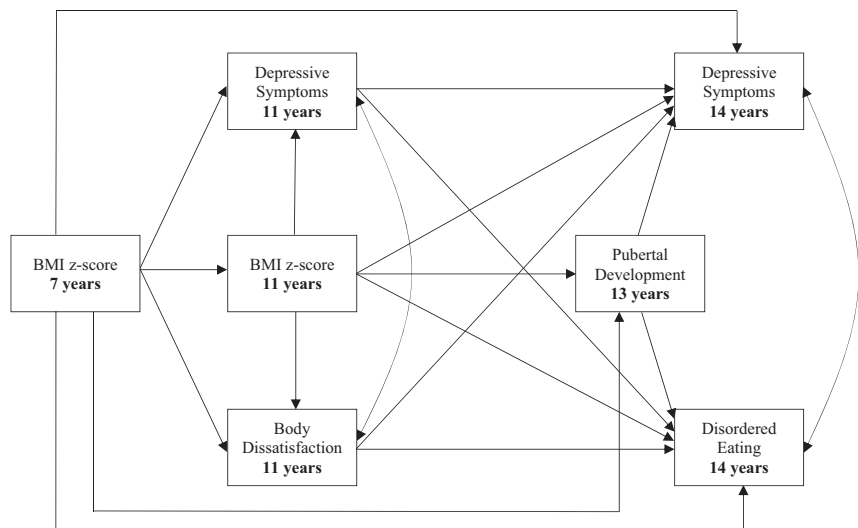 Depressive
Symptoms
11 years
Depressive
Symptoms
14 years
BMI z-score
7 years
BMI z-score
11 years
Pubertal
Development
13 years
Body
Dissatisfaction
11 years
Disordered
Eating
14 years